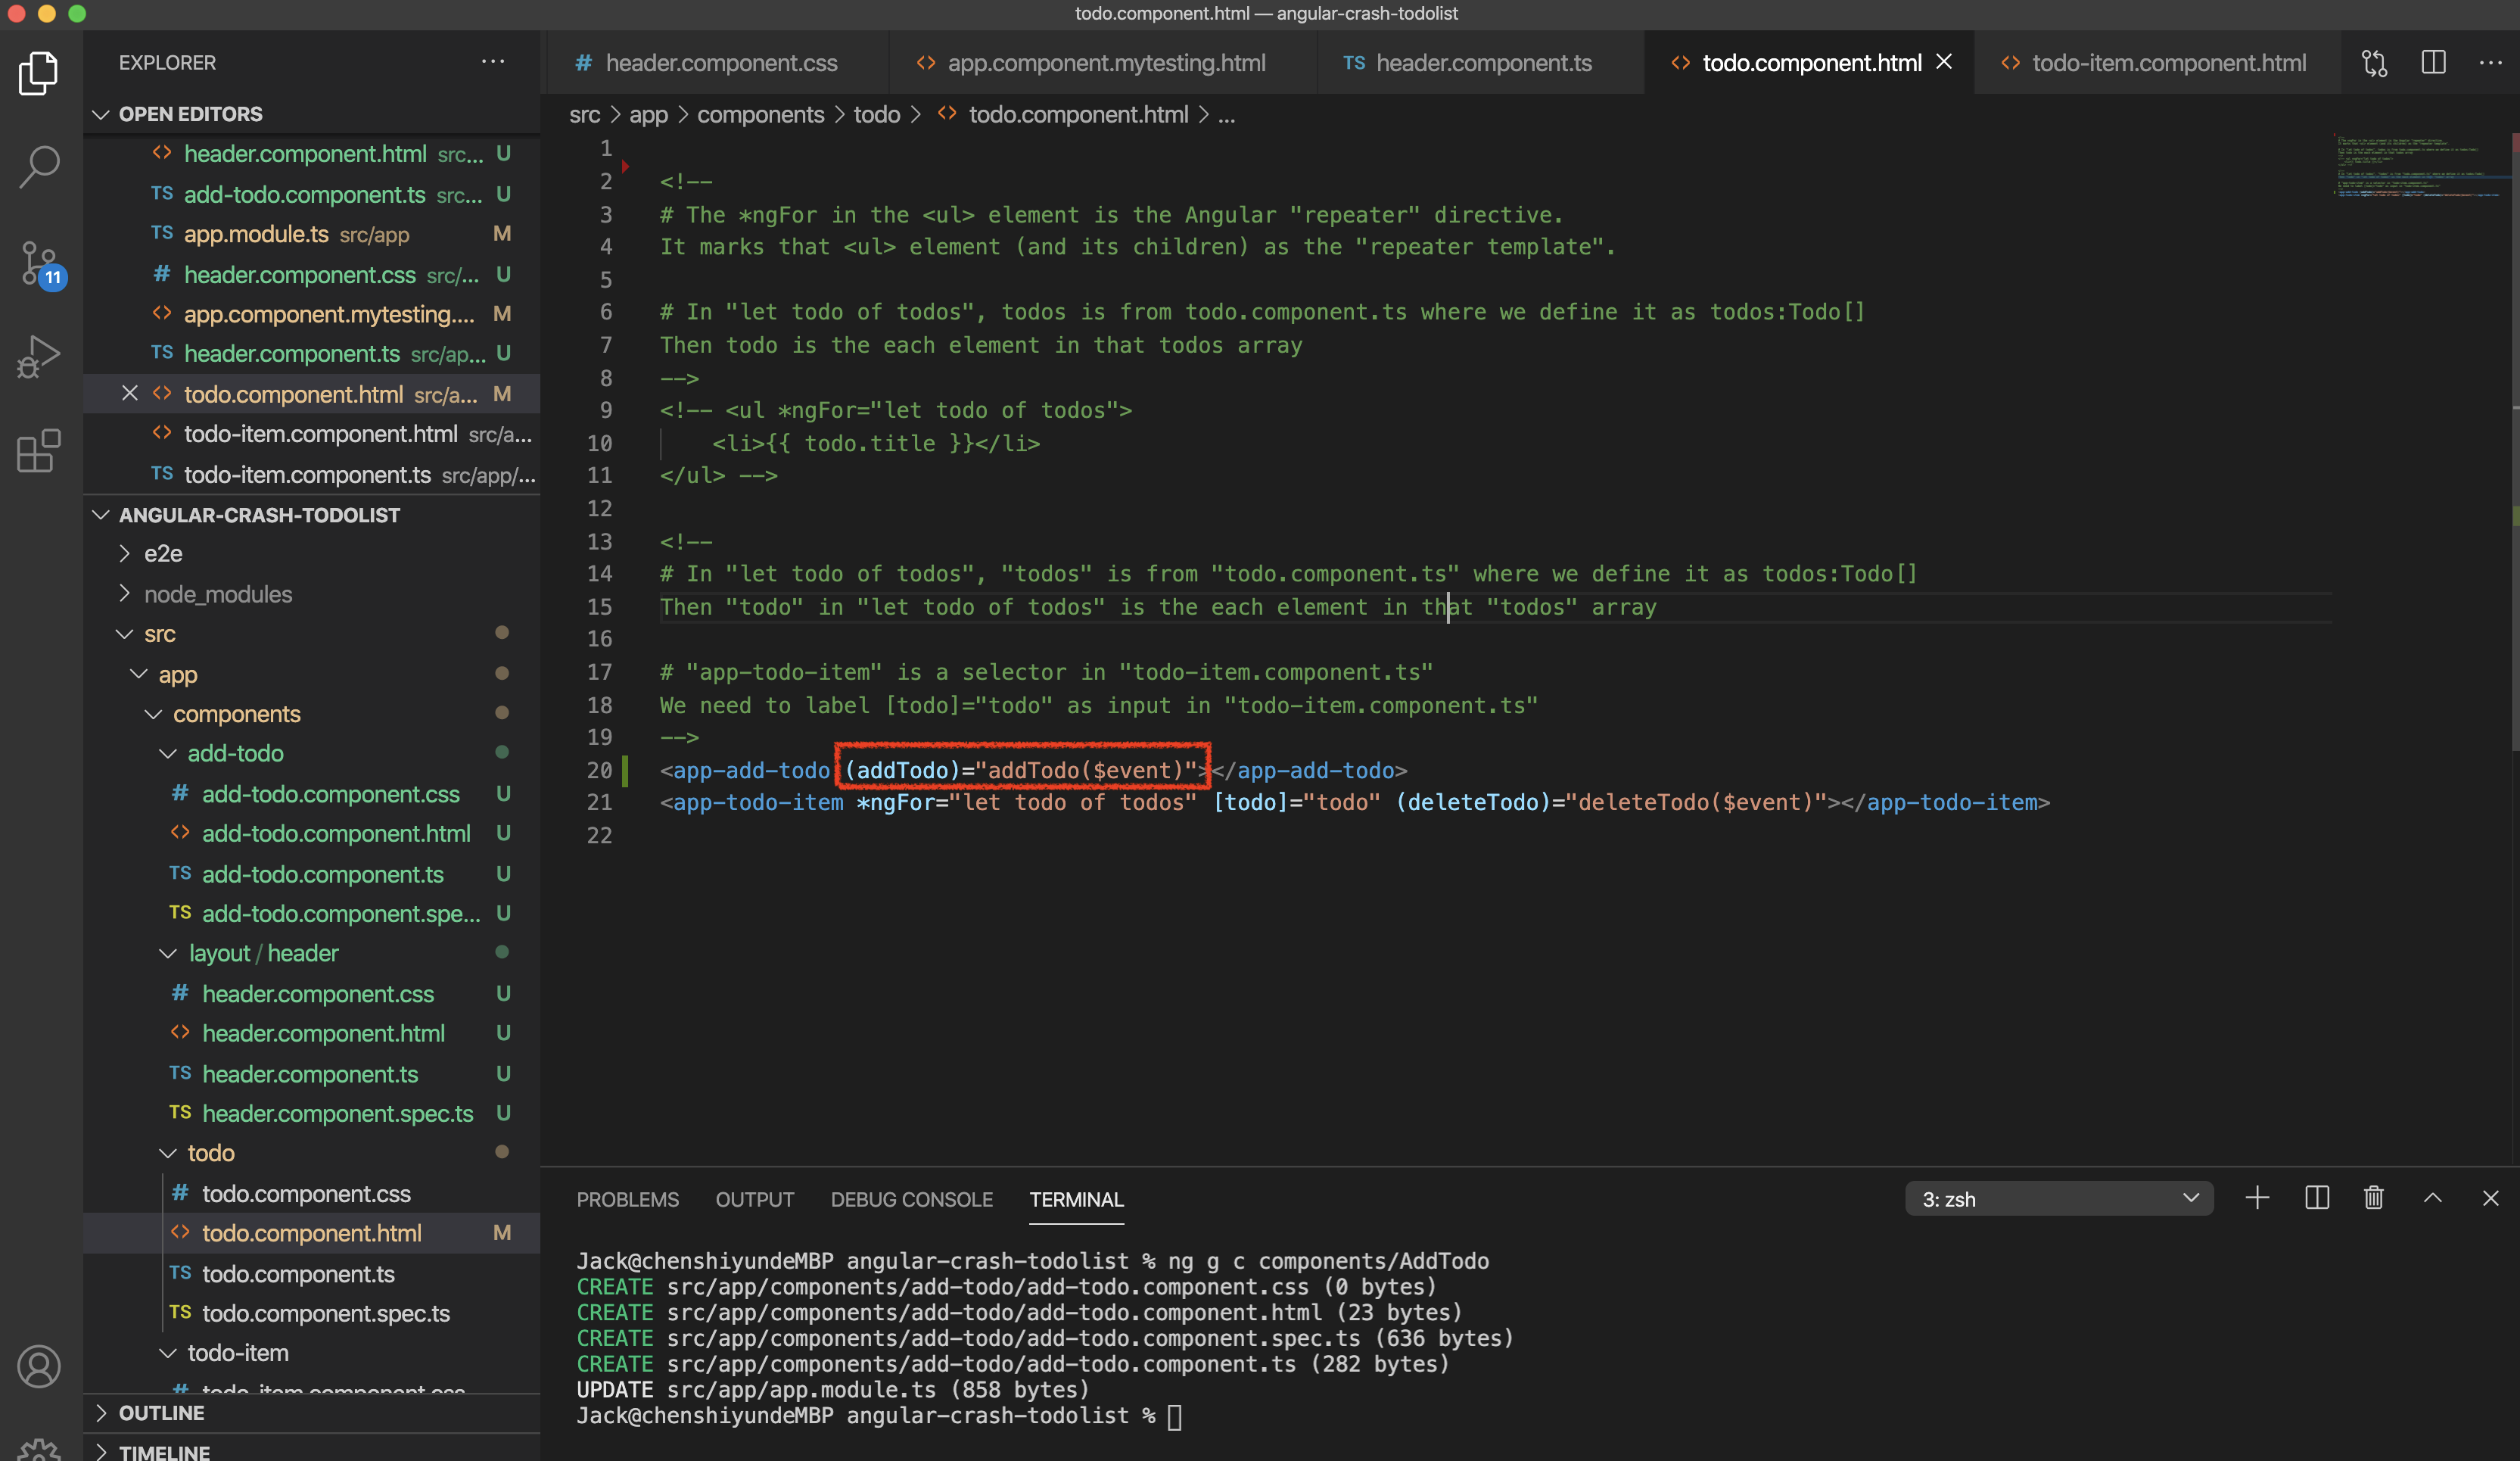 todo.component.html — angular-crash-todolist
EXPLORER
OPEN EDITORS
header.component.html src... U
TS add-todo.component.ts src... U
TS app.module.ts src/app M
# header.component.css src/... U
app.component.mytesting.... M
TS header.component.ts src/ap... U
todo.component.html src/a... M
todo-item.component.html src/a...
TS todo-item.component.ts src/app/...
ANGULAR-CRASH-TODOLIST
e2e
node_modules
src
app
components
add-todo
# add-todo.component.css U
<> add-todo.component.html U
TS add-todo.component.ts U
TS add-todo.component.spe... U
layout / header
# header.component.css U
<> header.component.html U
TS header.component.ts U
TS header.component.spec.ts U
todo
# todo.component.css
<> todo.component.html M
TS todo.component.ts
TS todo.component.spec.ts
todo-item
# todo-item.component.css
OUTLINE
TIMELINE
11
# header.component.css
<> app.component.mytesting.html
TS header.component.ts
<> todo.component.html
<> todo-item.component.html
src > app > components > todo > <> todo.component.html > ...
1
2 <!--
3 # The *ngFor in the <ul> element is the Angular "repeater" directive.
4 It marks that <ul> element (and its children) as the "repeater template".
5
6 # In "let todo of todos", todos is from todo.component.ts where we define it as todos:Todo[]
7 Then todo is the each element in that todos array
8 -->
9 <!-- <ul *ngFor="let todo of todos">
10 <li>{{ todo.title }}</li>
11 </ul> -->
12
13 <!--
14 # In "let todo of todos", "todos" is from "todo.component.ts" where we define it as todos:Todo[]
15 Then "todo" in "let todo of todos" is the each element in that "todos" array
16
17 # "app-todo-item" is a selector in "todo-item.component.ts"
18 We need to label [todo]="todo" as input in "todo-item.component.ts"
19 -->
20 <app-add-todo (addTodo)="addTodo($event)"></app-add-todo>
21 <app-todo-item *ngFor="let todo of todos" [todo]="todo" (deleteTodo)="deleteTodo($event)"></app-todo-item>
22
PROBLEMS OUTPUT DEBUG CONSOLE TERMINAL
3: zsh
Jack@chenshiyundeMBP angular-crash-todolist % ng g c components/AddTodo
CREATE src/app/components/add-todo/add-todo.component.css (0 bytes)
CREATE src/app/components/add-todo/add-todo.component.html (23 bytes)
CREATE src/app/components/add-todo/add-todo.component.spec.ts (636 bytes)
CREATE src/app/components/add-todo/add-todo.component.ts (282 bytes)
UPDATE src/app/app.module.ts (858 bytes)
Jack@chenshiyundeMBP angular-crash-todolist %